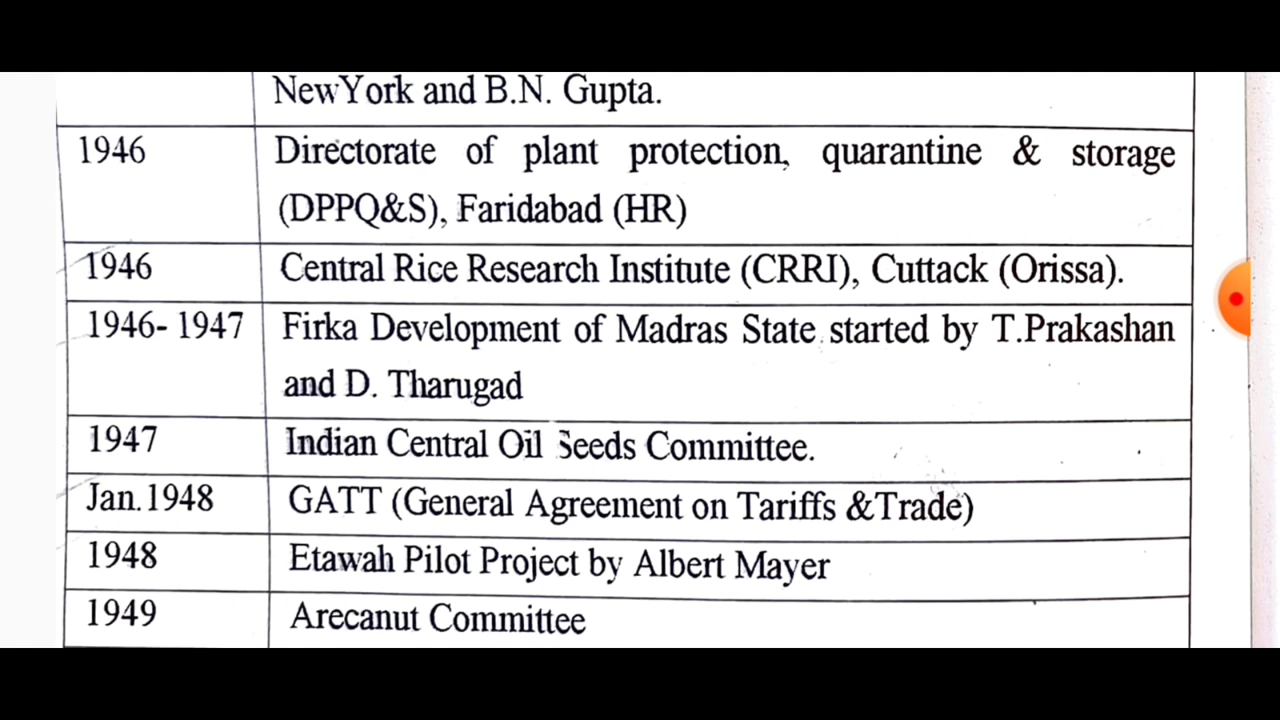 NewYork and B.N. Gupta.
1946 Directorate of plant protection, quarantine & storage
(DPPQ&S), Faridabad (HR)
1946 Central Rice Research Institute (CRRI), Cuttack (Orissa).
1946- 1947 Firka Development of Madras State started by T.Prakashan
and D. Tharugad
1947 Indian Central Oil Seeds Committee.
Jan.1948 GATT (General Agreement on Tariffs &Trade)
1948 Etawah Pilot Project by Albert Mayer
1949 Arecanut Committee